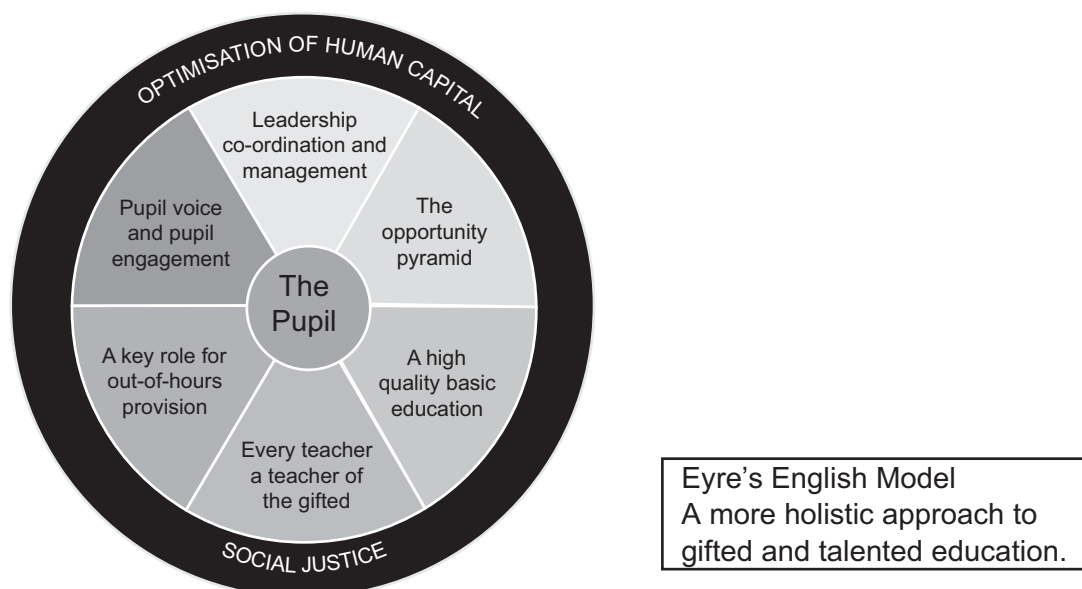 OPTIMISATION OF HUMAN CAPITAL
Leadership
co-ordination and
management
The
opportunity
pyramid
A high
quality basic
education
Every teacher
a teacher of
the gifted
A key role for
out-of-hours
provision
Pupil voice
and pupil
engagement
The
Pupil
SOCIAL JUSTICE
Eyre’s English Model
A more holistic approach to
gifted and talented education.